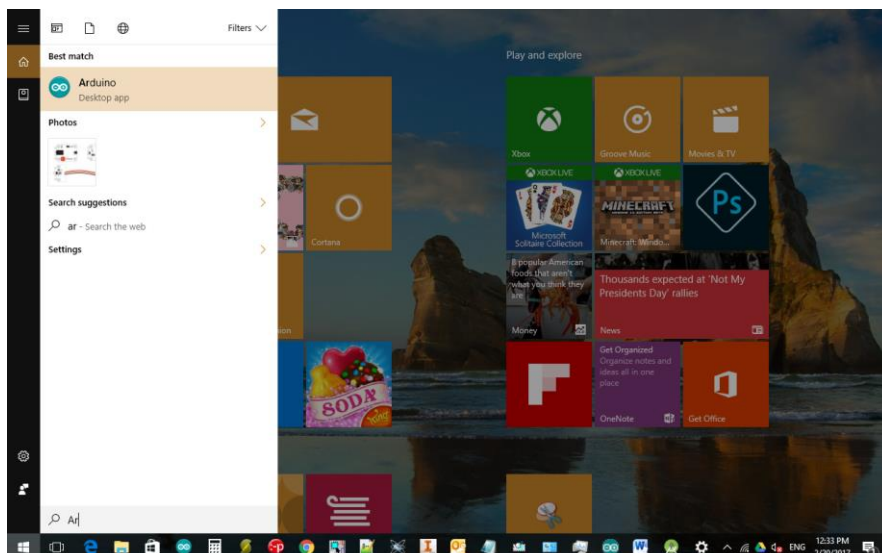 Filters
Best match
Arduino
Desktop app
Photos
Search suggestions
ar - Search the web
Settings
Ar
Cortana
SODA
Play and explore
Xbox
Groove Music
Movies & TV
XBOX LIVE
Microsoft
Solitaire Collection
XBOX LIVE
MINECRAFT
Minecraft: Windo...
Ps
8 popular American
foods that aren't
what you think they
are
Money
Thousands expected at 'Not My
Presidents Day' rallies
News
Get Organized
Organize notes and
ideas all in one
place
OneNote
Get Office
ENG
12:33 PM